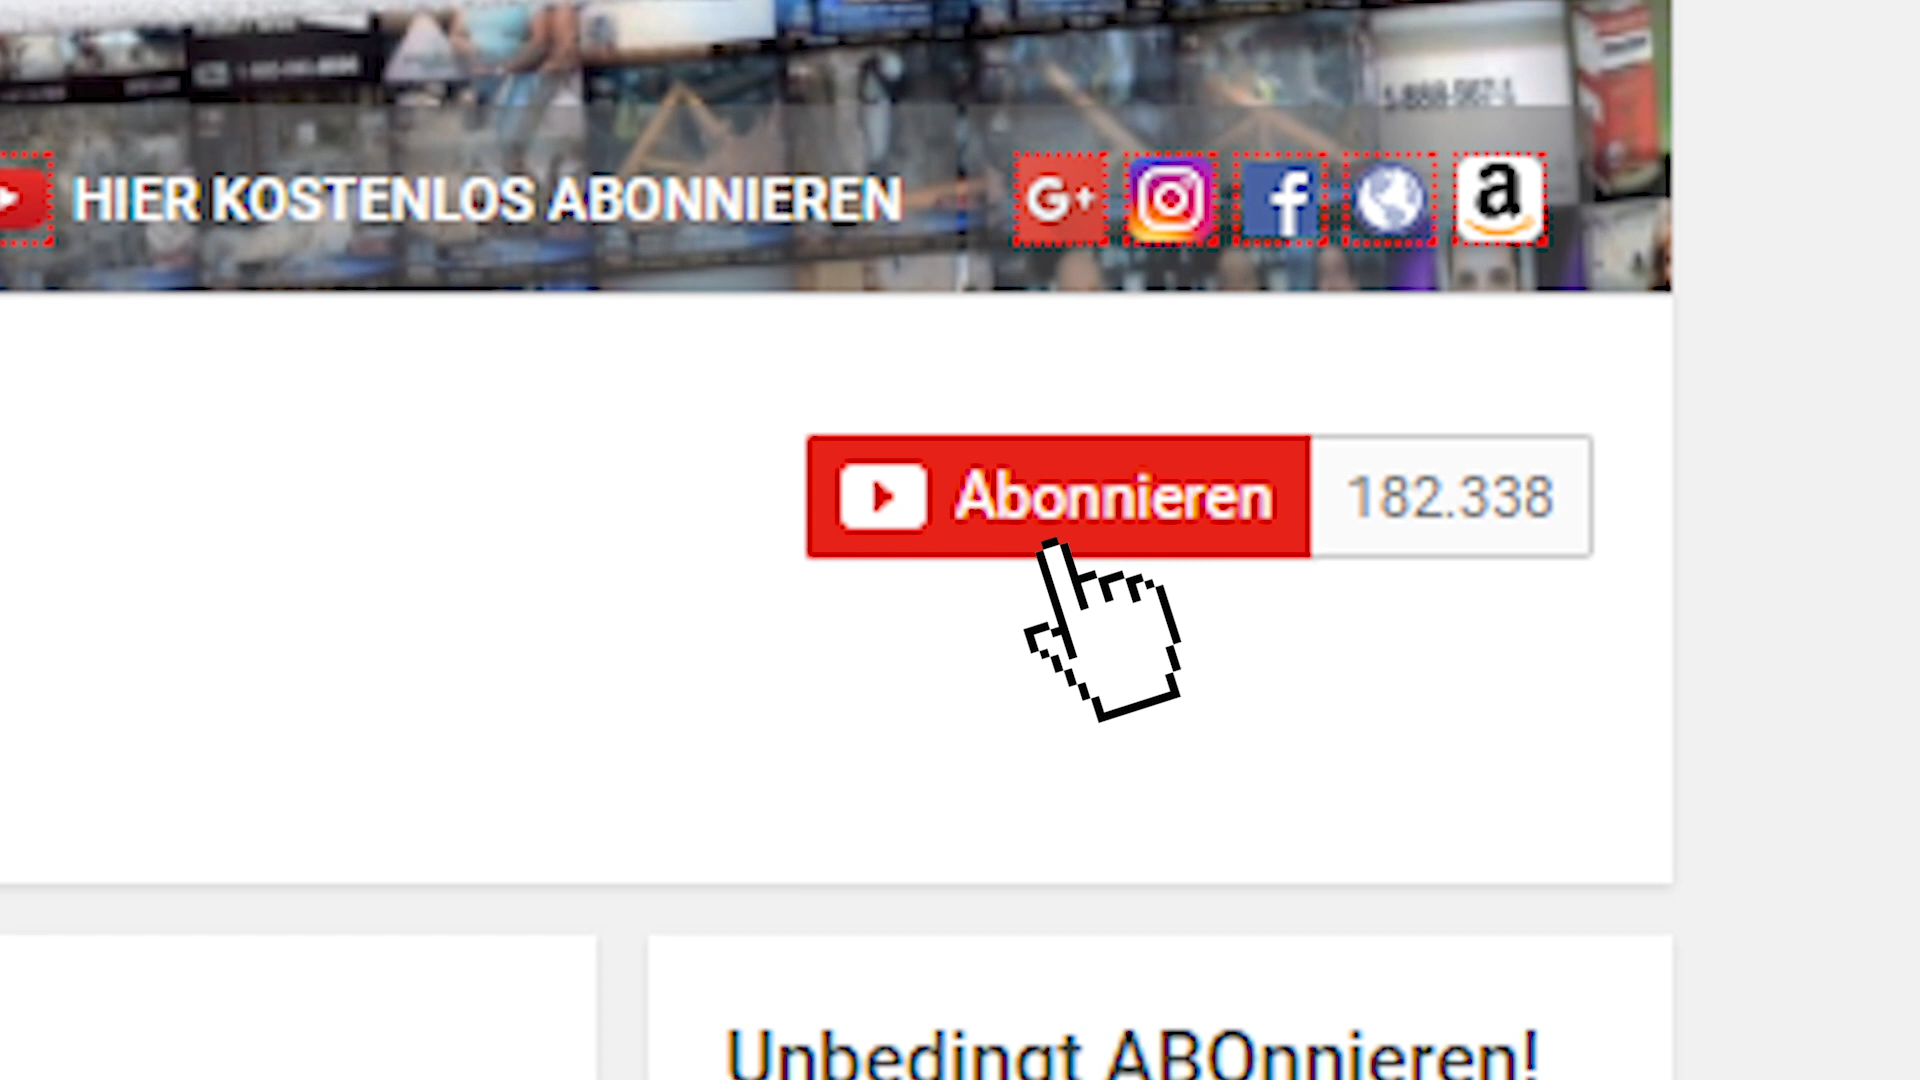 HIER KOSTENLOS ABONNIEREN
G+
f
a
Abonnieren
182.338
Unbedingt ABOnnieren!